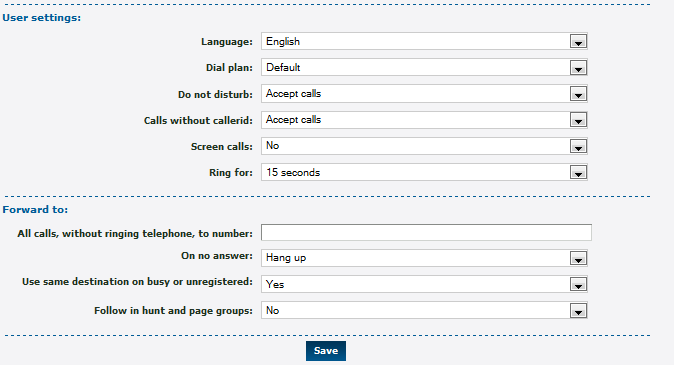 User settings:
Language: English
Dial plan: Default
Do not disturb: Accept calls
Calls without callerid: Accept calls
Screen calls: No
Ring for: 15 seconds
Forward to:
All calls, without ringing telephone, to number:
On no answer: Hang up
Use same destination on busy or unregistered: Yes
Follow in hunt and page groups: No
Save